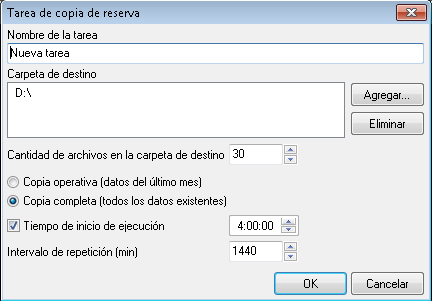 Tarea de copia de reserva
Nombre de la tarea
Nueva tarea
Carpeta de destino
D:\
Agregar...
Eliminar
Cantidad de archivos en la carpeta de destino 30
Copia operativa (datos del último mes)
Copia completa (todos los datos existentes)
Tiempo de inicio de ejecución 4:00:00
Intervalo de repetición (min) 1440
OK Cancelar